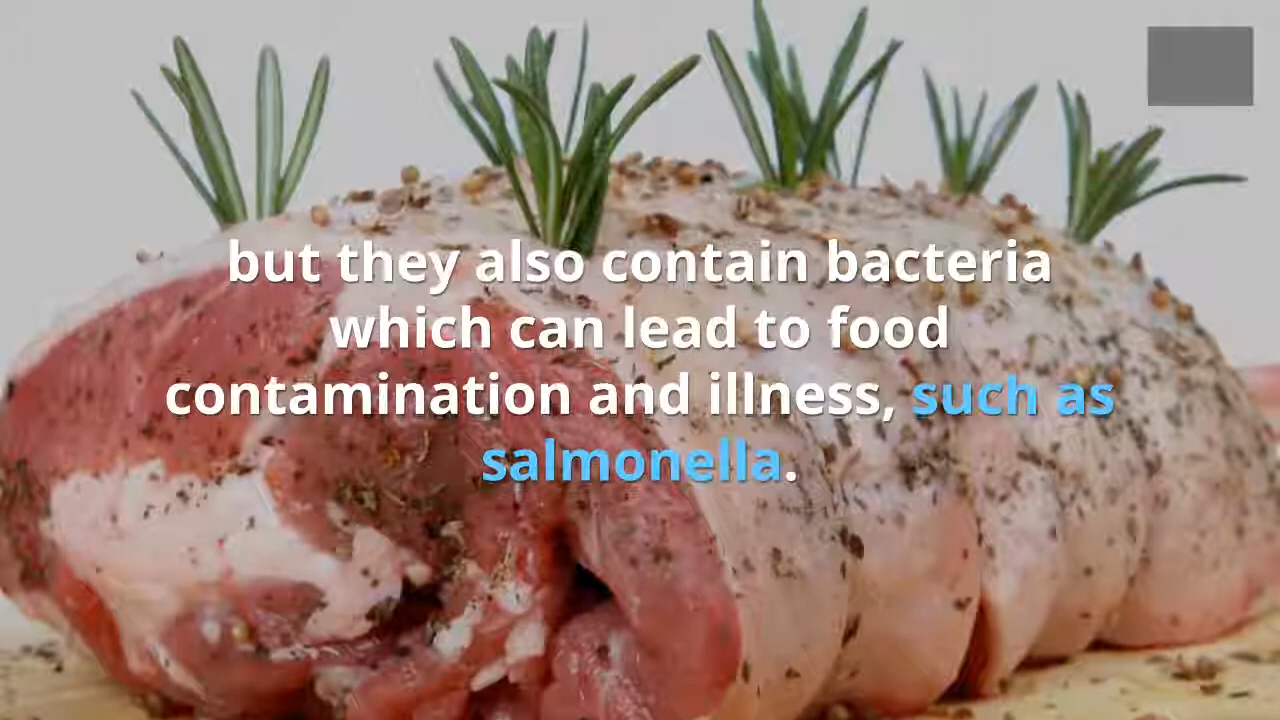 but they also contain bacteria
which can lead to food
contamination and illness, such as
salmonella.